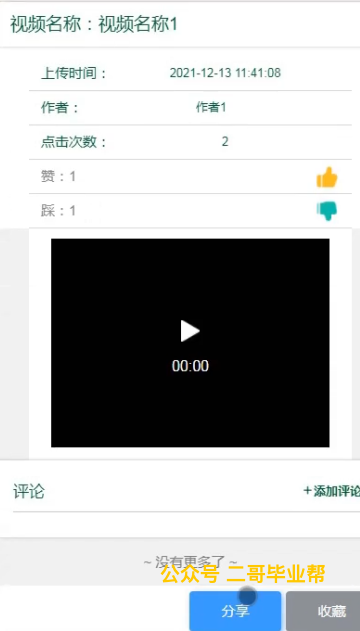 视频名称：视频名称1
上传时间： 2021-12-13 11:41:08
作者： 作者1
点击次数： 2
赞：1
踩：1
00:00
评论 +添加评论
~ 没有更多了 ~
公众号 二哥毕业帮
分享 收藏